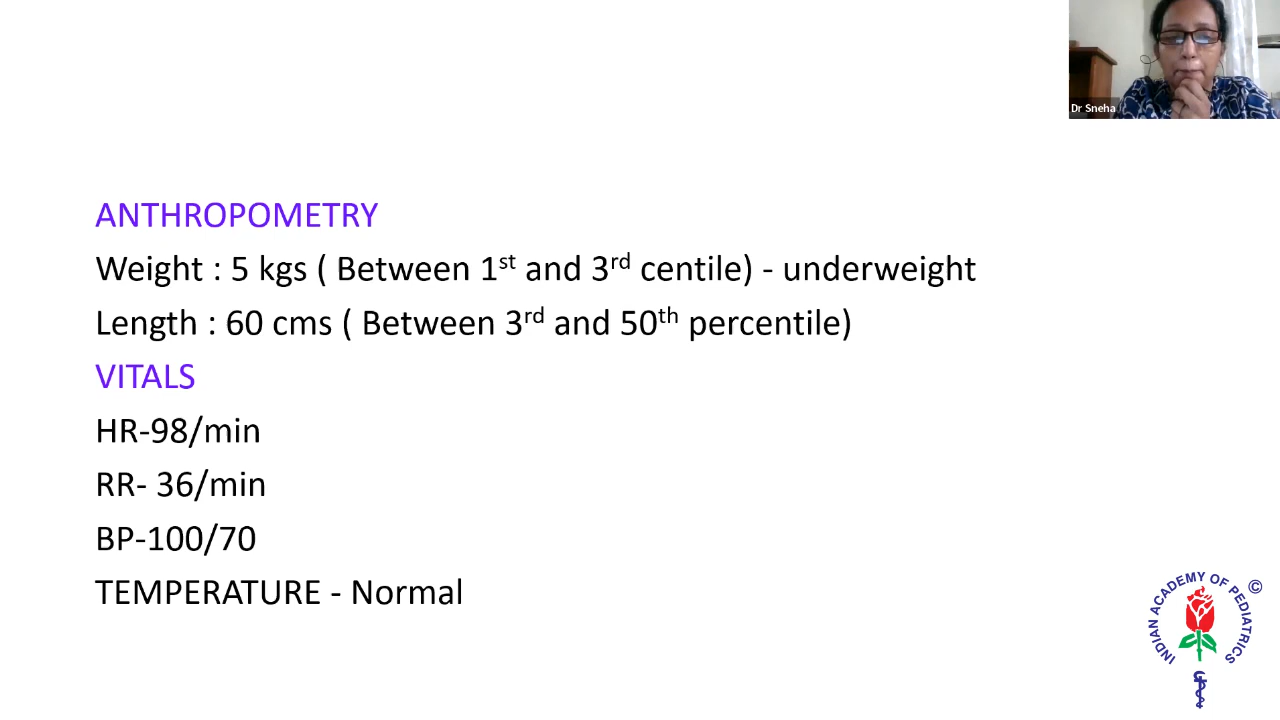 Dr Sneha
ANTHROPOMETRY
Weight : 5 kgs ( Between 1st and 3rd centile) - underweight
Length : 60 cms ( Between 3rd and 50th percentile)
VITALS
HR-98/min
RR- 36/min
BP-100/70
TEMPERATURE - Normal
INDIAN ACADEMY OF PEDIATRICS ©